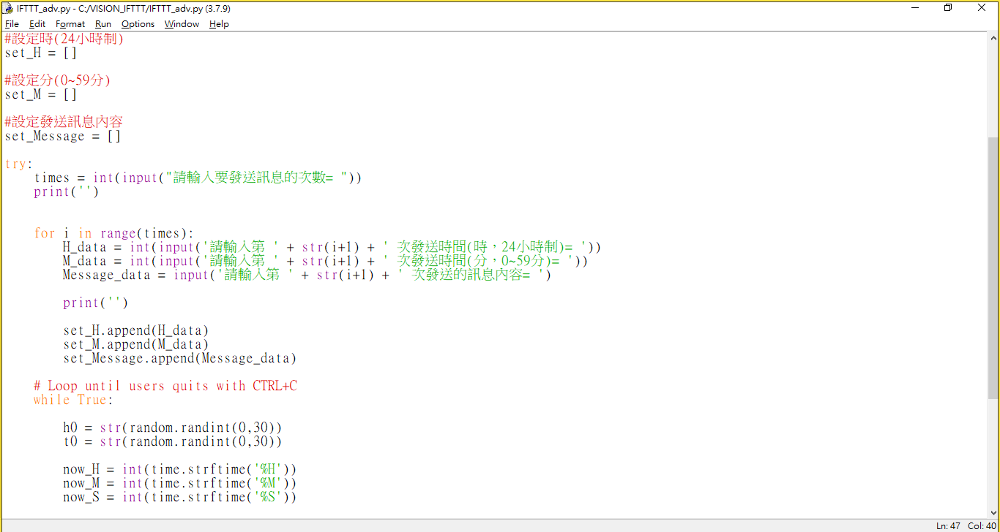 IFTTT_adv.py - C:/VISION_IFTTT/IFTTT_adv.py (3.7.9)
File Edit Format Run Options Window Help
#設定時(24小時制)
set_H = []

#設定分(0~59分)
set_M = []

#設定發送訊息內容
set_Message = []

try:
    times = int(input("請輸入要發送訊息的次數= "))
    print('')


    for i in range(times):
        H_data = int(input('請輸入第 ' + str(i+1) + ' 次發送時間(時，24小時制)= '))
        M_data = int(input('請輸入第 ' + str(i+1) + ' 次發送時間(分，0~59分)= '))
        Message_data = input('請輸入第 ' + str(i+1) + ' 次發送的訊息內容= ')

        print('')

        set_H.append(H_data)
        set_M.append(M_data)
        set_Message.append(Message_data)

    # Loop until users quits with CTRL+C
    while True:

        h0 = str(random.randint(0,30))
        t0 = str(random.randint(0,30))

        now_H = int(time.strftime('%H'))
        now_M = int(time.strftime('%M'))
        now_S = int(time.strftime('%S'))
Ln: 47 Col: 40